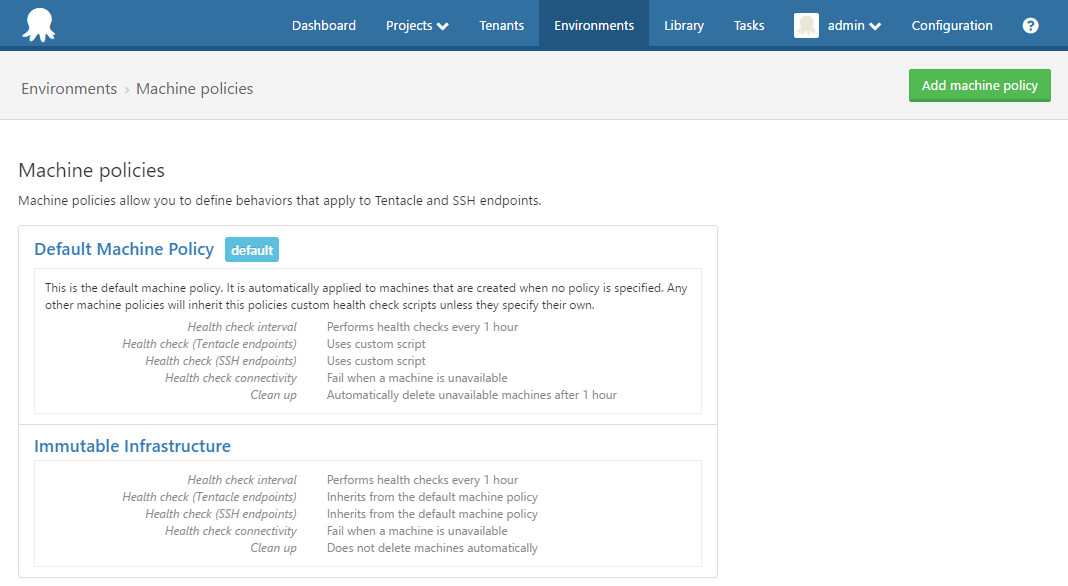 Dashboard Projects Tenants Environments Library Tasks admin Configuration ?
Environments › Machine policies Add machine policy
Machine policies
Machine policies allow you to define behaviors that apply to Tentacle and SSH endpoints.
Default Machine Policy default
This is the default machine policy. It is automatically applied to machines that are created when no policy is specified. Any
other machine policies will inherit this policies custom health check scripts unless they specify their own.
Health check interval Performs health checks every 1 hour
Health check (Tentacle endpoints) Uses custom script
Health check (SSH endpoints) Uses custom script
Health check connectivity Fail when a machine is unavailable
Clean up Automatically delete unavailable machines after 1 hour
Immutable Infrastructure
Health check interval Performs health checks every 1 hour
Health check (Tentacle endpoints) Inherits from the default machine policy
Health check (SSH endpoints) Inherits from the default machine policy
Health check connectivity Fail when a machine is unavailable
Clean up Does not delete machines automatically